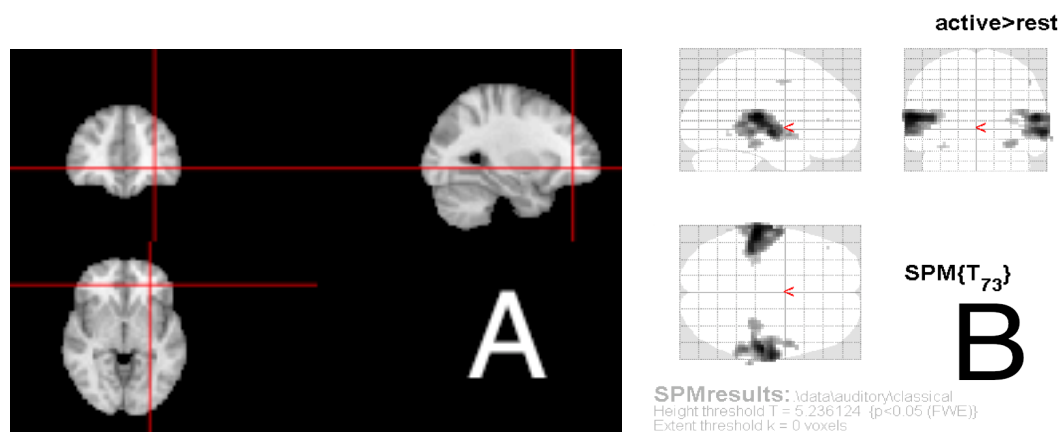 active>rest
A
SPM{T73}
B
SPMresults: .\data\auditory\classical
Height threshold T = 5.236124 {p<0.05 (FWE)}
Extent threshold k = 0 voxels